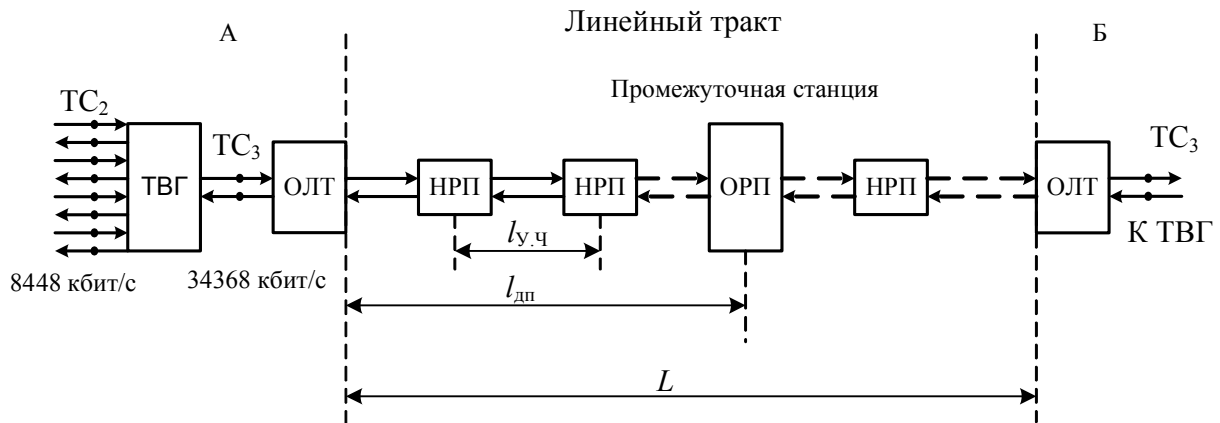 А
Линейный тракт
Б
Промежуточная станция
ТС₂
ТС₃
ТС₃
ТВГ
ОЛТ
НРП
НРП
ОРП
НРП
ОЛТ
К ТВГ
lУ.Ч
8448 кбит/с
34368 кбит/с
lдп
L